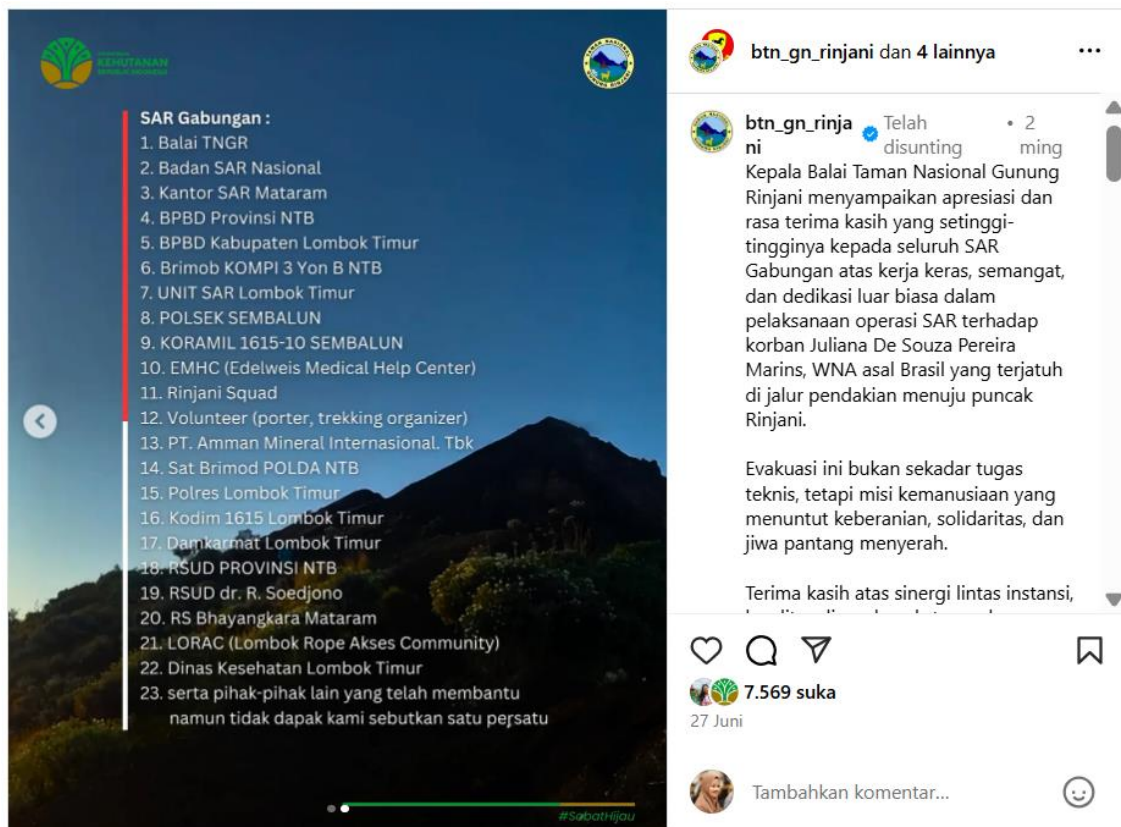 KEHUTANAN
REPUBLIK INDONESIA
TAMAN NASIONAL
GUNUNG RINJANI
SAR Gabungan :
1. Balai TNGR
2. Badan SAR Nasional
3. Kantor SAR Mataram
4. BPBD Provinsi NTB
5. BPBD Kabupaten Lombok Timur
6. Brimob KOMPI 3 Yon B NTB
7. UNIT SAR Lombok Timur
8. POLSEK SEMBALUN
9. KORAMIL 1615-10 SEMBALUN
10. EMHC (Edelweis Medical Help Center)
11. Rinjani Squad
12. Volunteer (porter, trekking organizer)
13. PT. Amman Mineral Internasional. Tbk
14. Sat Brimod POLDA NTB
15. Polres Lombok Timur
16. Kodim 1615 Lombok Timur
17. Damkarmat Lombok Timur
18. RSUD PROVINSI NTB
19. RSUD dr. R. Soedjono
20. RS Bhayangkara Mataram
21. LORAC (Lombok Rope Akses Community)
22. Dinas Kesehatan Lombok Timur
23. serta pihak-pihak lain yang telah membantu
namun tidak dapak kami sebutkan satu persatu
#SobatHijau
btn_gn_rinjani dan 4 lainnya
btn_gn_rinja
ni
Telah
disunting
• 2
ming
Kepala Balai Taman Nasional Gunung
Rinjani menyampaikan apresiasi dan
rasa terima kasih yang setinggi-
tingginya kepada seluruh SAR
Gabungan atas kerja keras, semangat,
dan dedikasi luar biasa dalam
pelaksanaan operasi SAR terhadap
korban Juliana De Souza Pereira
Marins, WNA asal Brasil yang terjatuh
di jalur pendakian menuju puncak
Rinjani.
Evakuasi ini bukan sekadar tugas
teknis, tetapi misi kemanusiaan yang
menuntut keberanian, solidaritas, dan
jiwa pantang menyerah.
Terima kasih atas sinergi lintas instansi,
7.569 suka
27 Juni
Tambahkan komentar...